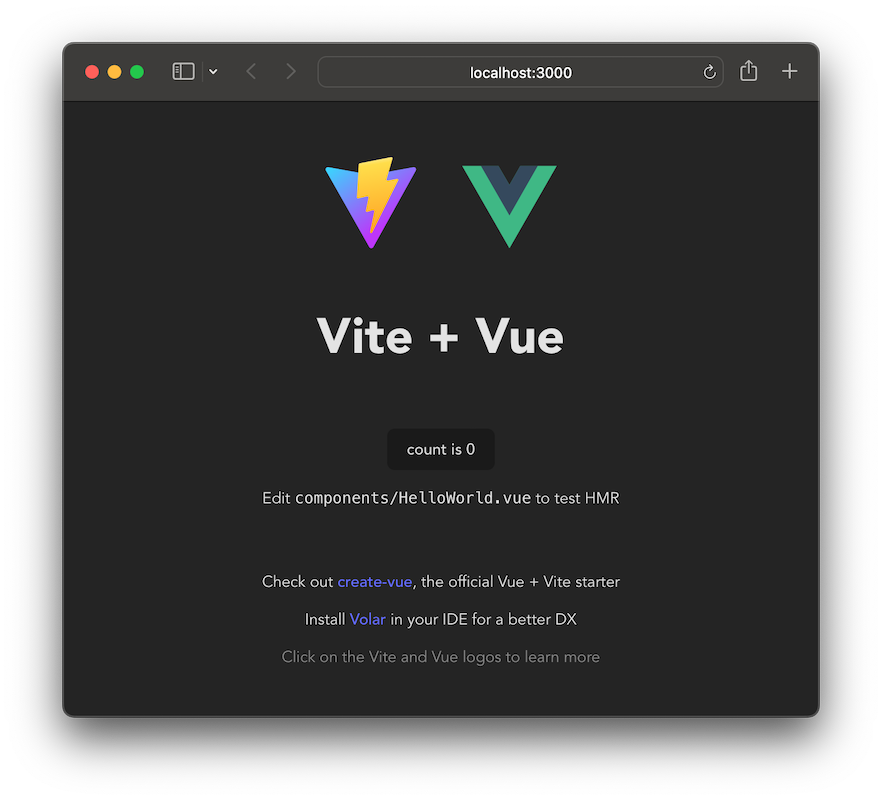 localhost:3000
Vite + Vue
count is 0
Edit components/HelloWorld.vue to test HMR
Check out create-vue, the official Vue + Vite starter
Install Volar in your IDE for a better DX
Click on the Vite and Vue logos to learn more